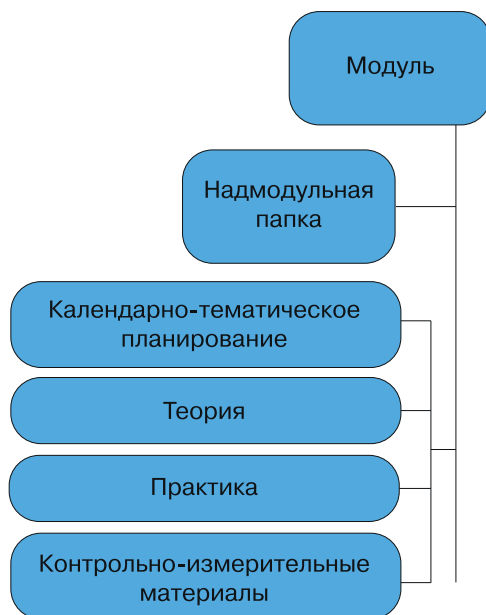 Модуль
Надмодульная
папка
Календарно-тематическое
планирование
Теория
Практика
Контрольно-измерительные
материалы